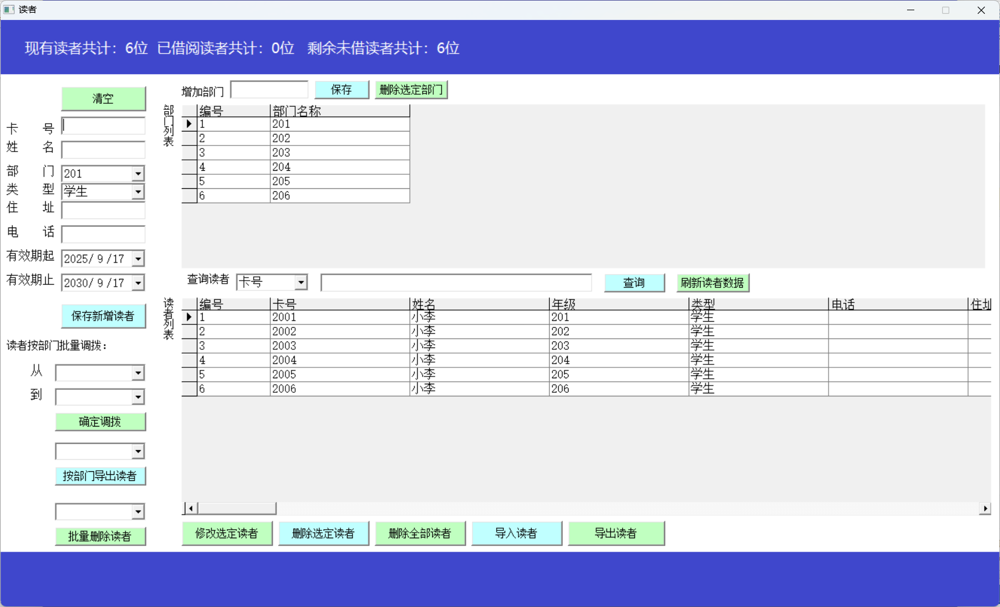 读者
现有读者共计：6位 已借阅读者共计：0位 剩余未借读者共计：6位
清空
卡 号
姓 名
部 门 201
类 型 学生
住 址
电 话
有效期起 2025/ 9 /17
有效期止 2030/ 9 /17
保存新增读者
读者按部门批量调拨：
从
到
确定调拨
按部门导出读者
批量删除读者
增加部门 保存 删除选定部门
部门列表
编号 部门名称
1 201
2 202
3 203
4 204
5 205
6 206
查询读者 卡号 查询 刷新读者数据
读者列表
编号 卡号 姓名 年级 类型 电话 住址
1 2001 小李 201 学生
2 2002 小李 202 学生
3 2003 小李 203 学生
4 2004 小李 204 学生
5 2005 小李 205 学生
6 2006 小李 206 学生
修改选定读者 删除选定读者 删除全部读者 导入读者 导出读者